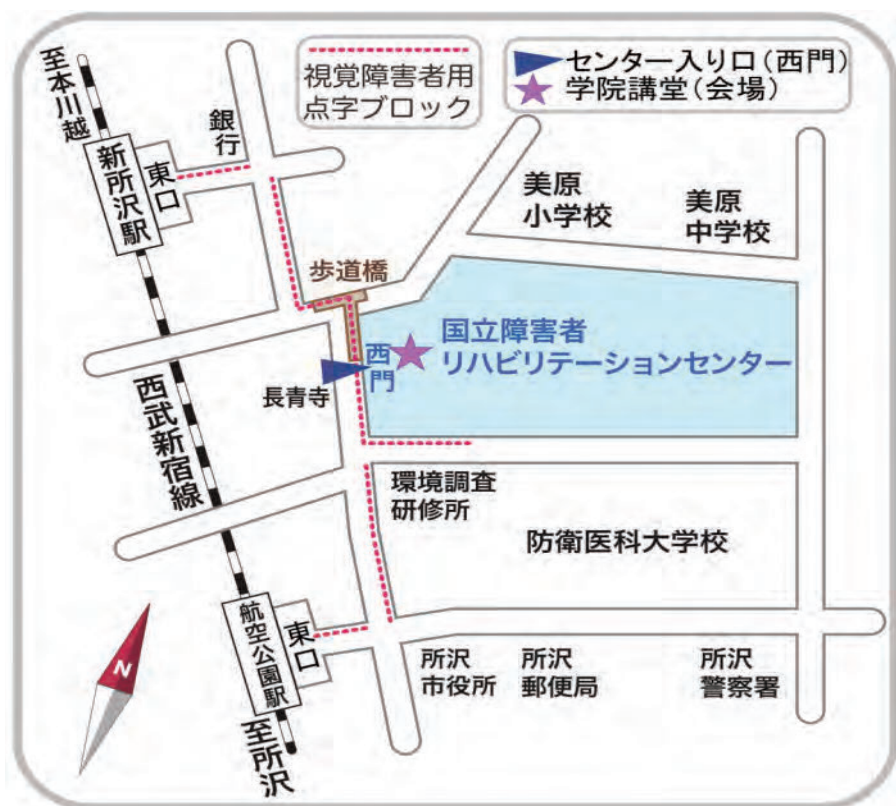 視覚障害者用
点字ブロック
センター入り口（西門）
学院講堂（会場）
至本川越
新所沢駅
東口
銀行
美原
小学校
美原
中学校
歩道橋
国立障害者
リハビリテーションセンター
西門
長青寺
西武新宿線
環境調査
研修所
防衛医科大学校
航空公園駅
東口
至所沢
所沢
市役所
所沢
郵便局
所沢
警察署
N